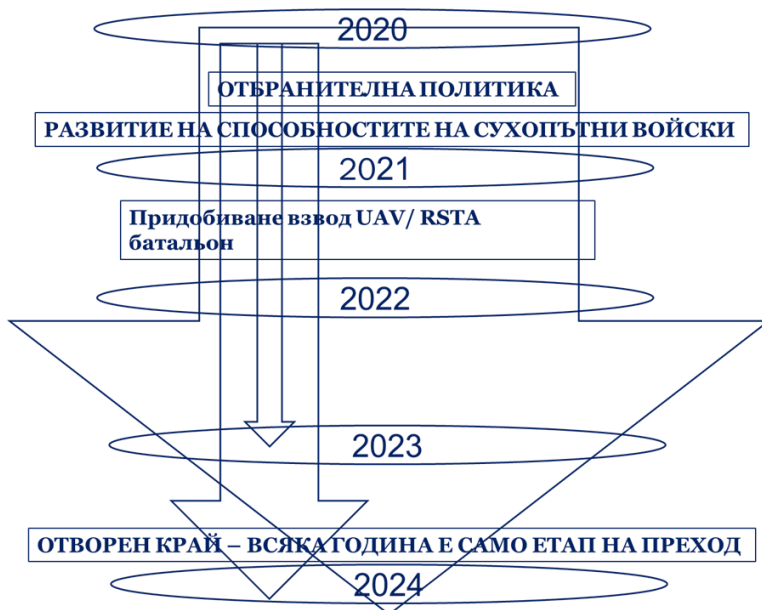 2020
ОТБРАНИТЕЛНА ПОЛИТИКА
РАЗВИТИЕ НА СПОСОБНОСТИТЕ НА СУХОПЪТНИ ВОЙСКИ
2021
Придобиване взвод UAV/ RSTA
батальон
2022
2023
ОТВОРЕН КРАЙ – ВСЯКА ГОДИНА Е САМО ЕТАП НА ПРЕХОД
2024